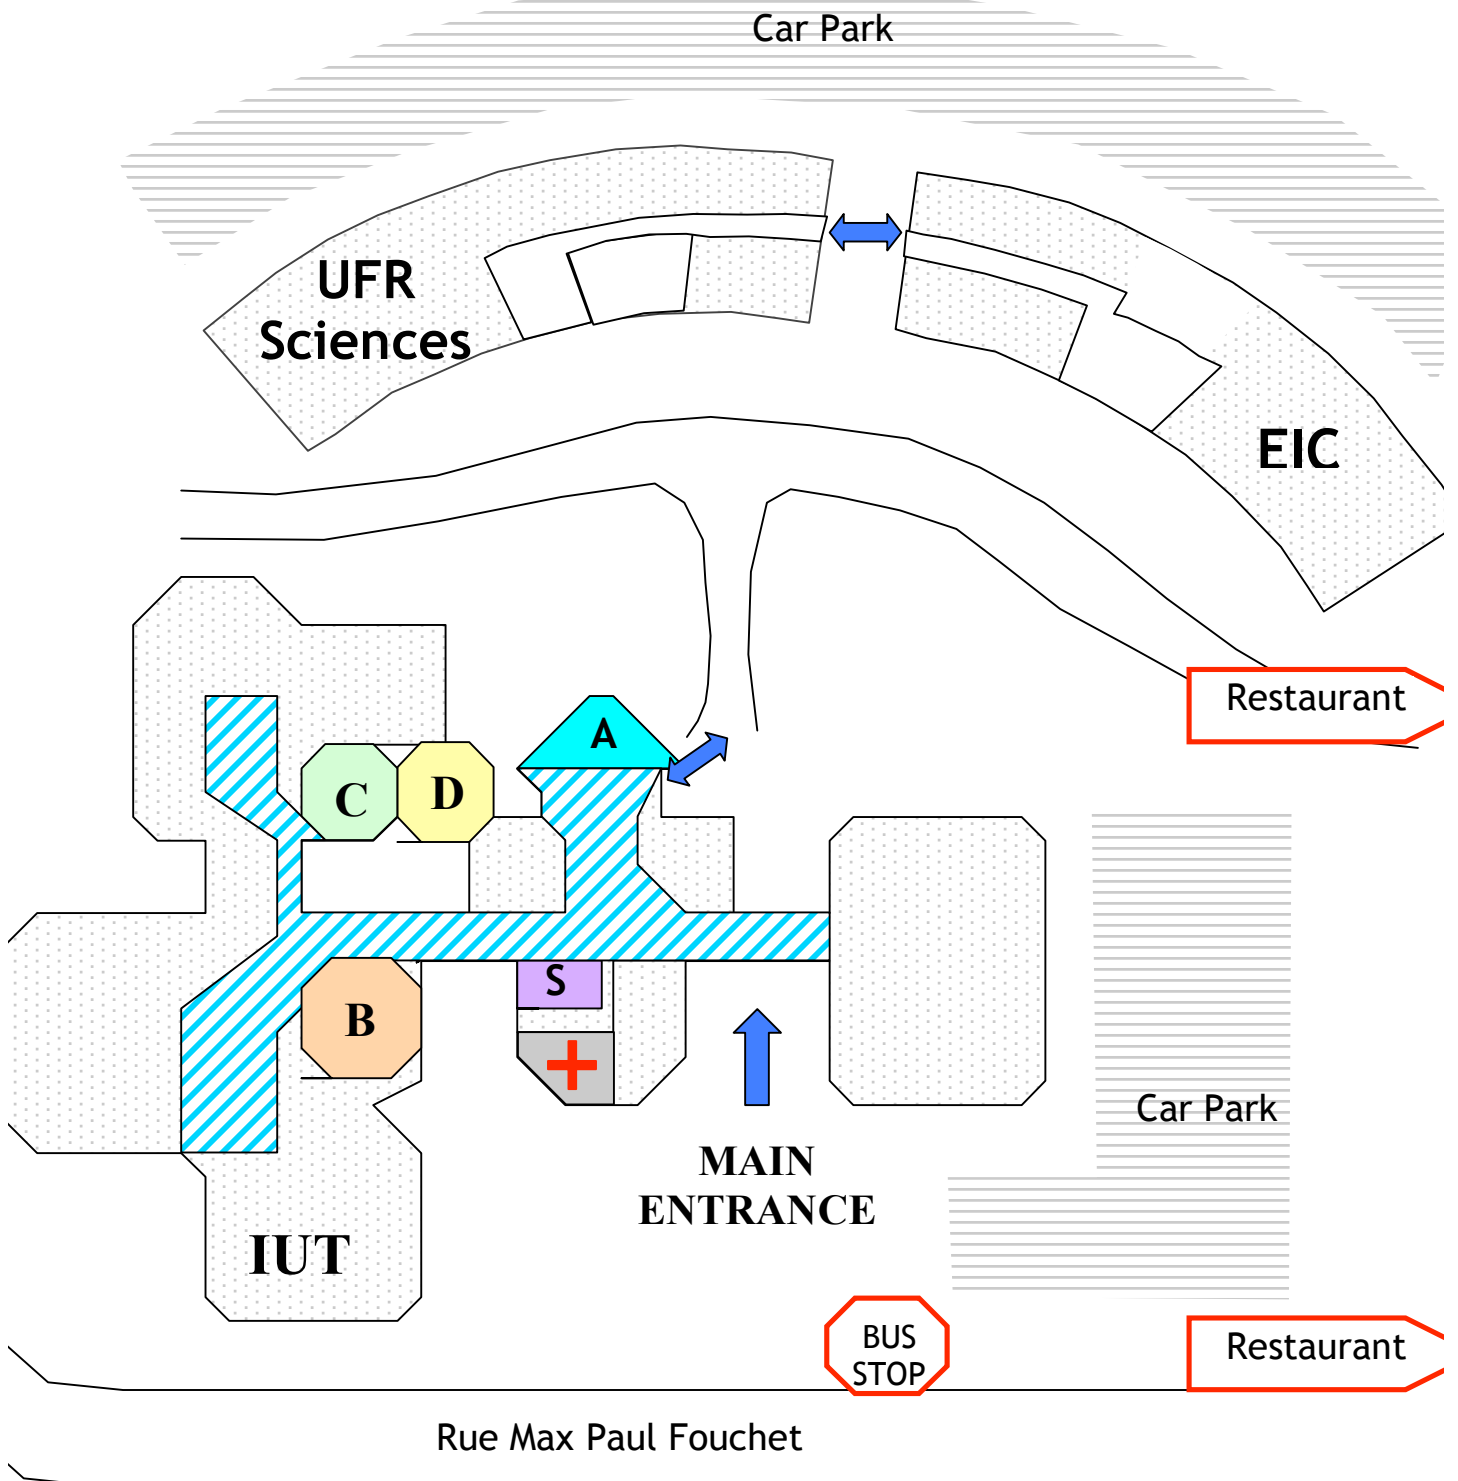 Car Park
UFR
Sciences
EIC
Restaurant
A
C
D
S
B
Car Park
MAIN
ENTRANCE
IUT
BUS
STOP
Restaurant
Rue Max Paul Fouchet